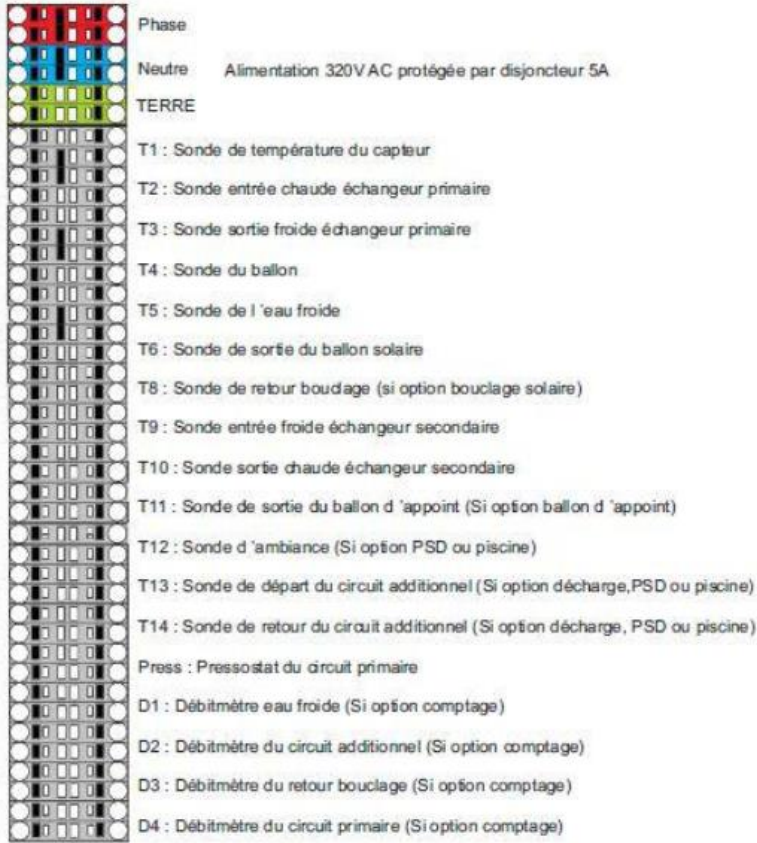 Phase
Neutre Alimentation 320V AC protégée par disjoncteur 5A
TERRE
T1 : Sonde de température du capteur
T2 : Sonde entrée chaude échangeur primaire
T3 : Sonde sortie froide échangeur primaire
T4 : Sonde du ballon
T5 : Sonde de l 'eau froide
T6 : Sonde de sortie du ballon solaire
T8 : Sonde de retour bouclage (si option bouclage solaire)
T9 : Sonde entrée froide échangeur secondaire
T10 : Sonde sortie chaude échangeur secondaire
T11 : Sonde de sortie du ballon d 'appoint (Si option ballon d 'appoint)
T12 : Sonde d 'ambiance (Si option PSD ou piscine)
T13 : Sonde de départ du circuit additionnel (Si option décharge,PSD ou piscine)
T14 : Sonde de retour du circuit additionnel (Si option décharge, PSD ou piscine)
Press : Pressostat du circuit primaire
D1 : Débitmètre eau froide (Si option comptage)
D2 : Débitmètre du circuit additionnel (Si option comptage)
D3 : Débitmètre du retour bouclage (Si option comptage)
D4 : Débitmètre du circuit primaire (Si option comptage)